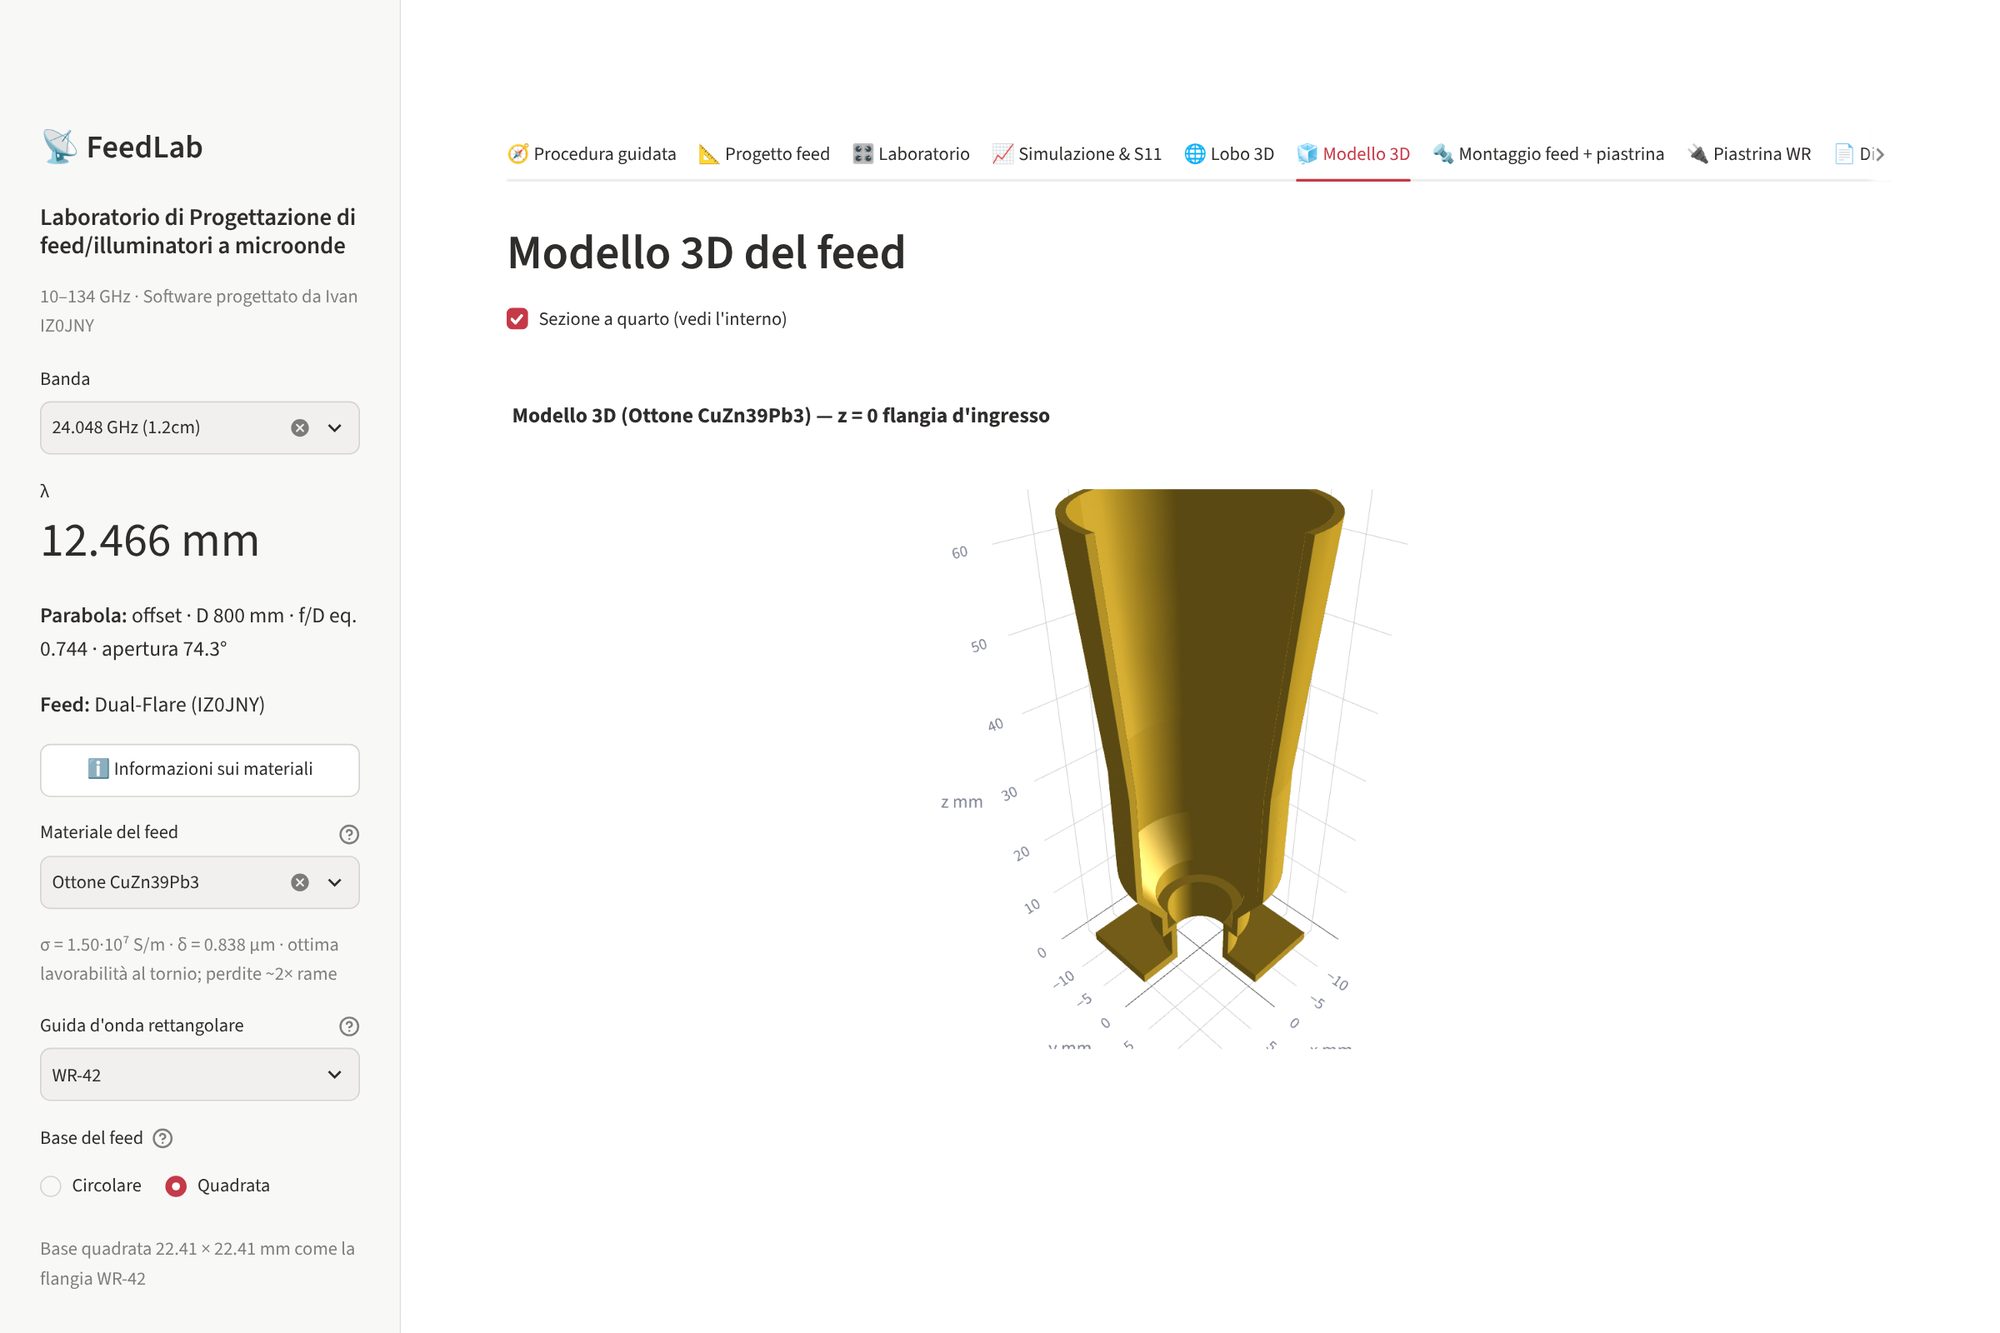 📡 FeedLab
Laboratorio di Progettazione di
feed/illuminatori a microonde
10–134 GHz · Software progettato da Ivan
IZ0JNY
Banda
24.048 GHz (1.2cm)
λ
12.466 mm
Parabola: offset · D 800 mm · f/D eq.
0.744 · apertura 74.3°
Feed: Dual-Flare (IZ0JNY)
ℹ️ Informazioni sui materiali
Materiale del feed
Ottone CuZn39Pb3
σ = 1.50·10⁷ S/m · δ = 0.838 µm · ottima
lavorabilità al tornio; perdite ~2× rame
Guida d'onda rettangolare
WR-42
Base del feed
Circolare Quadrata
Base quadrata 22.41 × 22.41 mm come la
flangia WR-42
🧭 Procedura guidata 📐 Progetto feed 🎛️ Laboratorio 📈 Simulazione & S11 🌐 Lobo 3D 🧊 Modello 3D 🔩 Montaggio feed + piastrina 🔌 Piastrina WR 📄 Di
Modello 3D del feed
Sezione a quarto (vedi l'interno)
Modello 3D (Ottone CuZn39Pb3) — z = 0 flangia d'ingresso
60
50
40
z mm 30
20
10
0
−10 −10
−5 −5
0 0
y mm 5 5 x mm